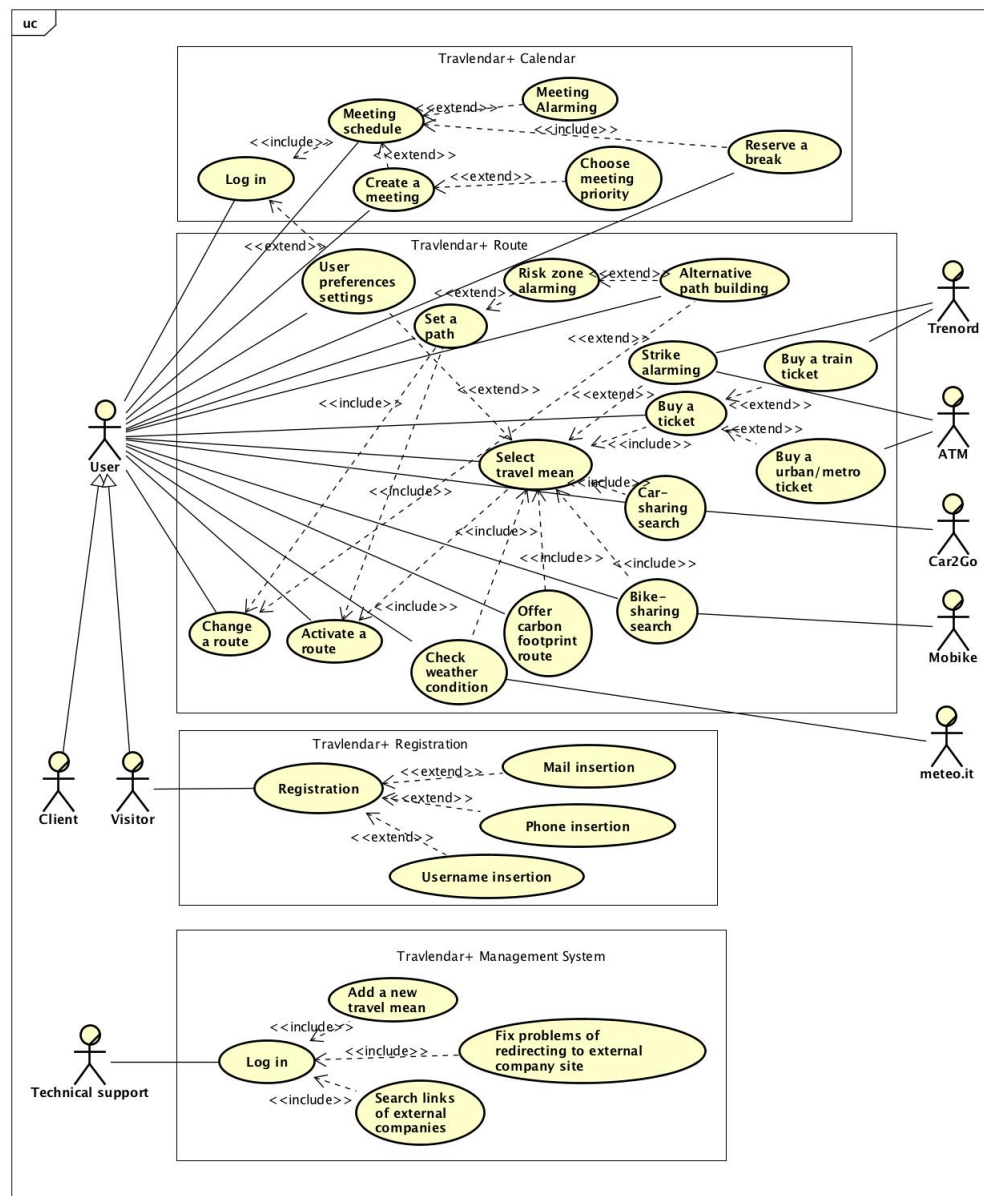 uc
Travlendar+ Calendar
Meeting
schedule
<<extend>>
Meeting
Alarming
<<include>>
<<include>>
Reserve a
break
Log in
<<extend>>
Create a
meeting
<<extend>>
Choose
meeting
priority
<<extend>>
Travlendar+ Route
User
preferences
settings
Risk zone
alarming
<<extend>>
Alternative
path building
<<extend>>
Set a
path
Trenord
<<extend>>
Strike
alarming
Buy a train
ticket
<<include>>
<<extend>>
Buy a
ticket
<<extend>>
<<extend>>
<<include>>
User
Select
travel mean
Buy a
urban/metro
ticket
ATM
<<include>>
<<include>>
Car-
sharing
search
<<include>>
<<include>>
<<include>>
Car2Go
<<include>>
Change
a route
Activate a
route
Offer
carbon
footprint
route
Bike-
sharing
search
Check
weather
condition
Mobike
meteo.it
Travlendar+ Registration
Registration
<<extend>>
Mail insertion
<<extend>>
Phone insertion
<<extend>>
Username insertion
Client
Visitor
Travlendar+ Management System
Add a new
travel mean
<<include>>
Log in
<<include>>
Fix problems of
redirecting to external
company site
<<include>>
Search links
of external
companies
Technical support